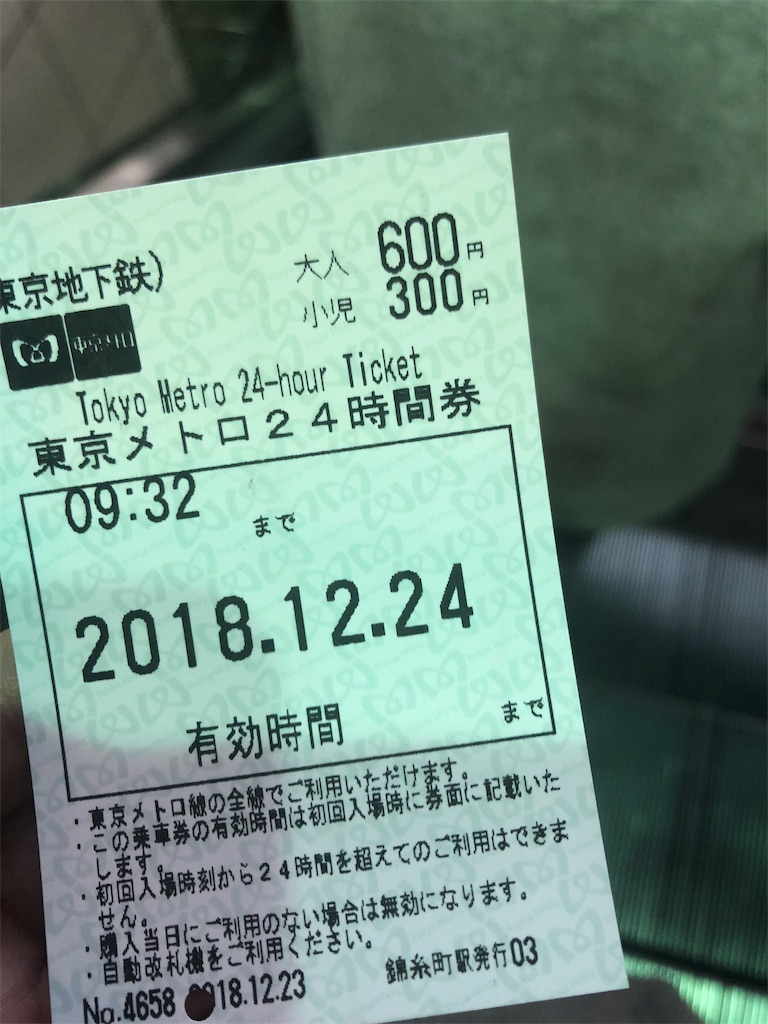 東京地下鉄)
大人 600円
小児 300円
東京メトロ
Tokyo Metro 24-hour Ticket
東京メトロ24時間券
09:32
まで
2018.12.24
まで
有効時間
・東京メトロ線の全線でご利用いただけます。
・この乗車券の有効時間は初回入場時に券面に記載いた
します。
・初回入場時刻から24時間を超えてのご利用はできま
せん。
・購入当日にご利用のない場合は無効になります。
・自動改札機をご利用ください。
No.4658 018.12.23 錦糸町駅発行03